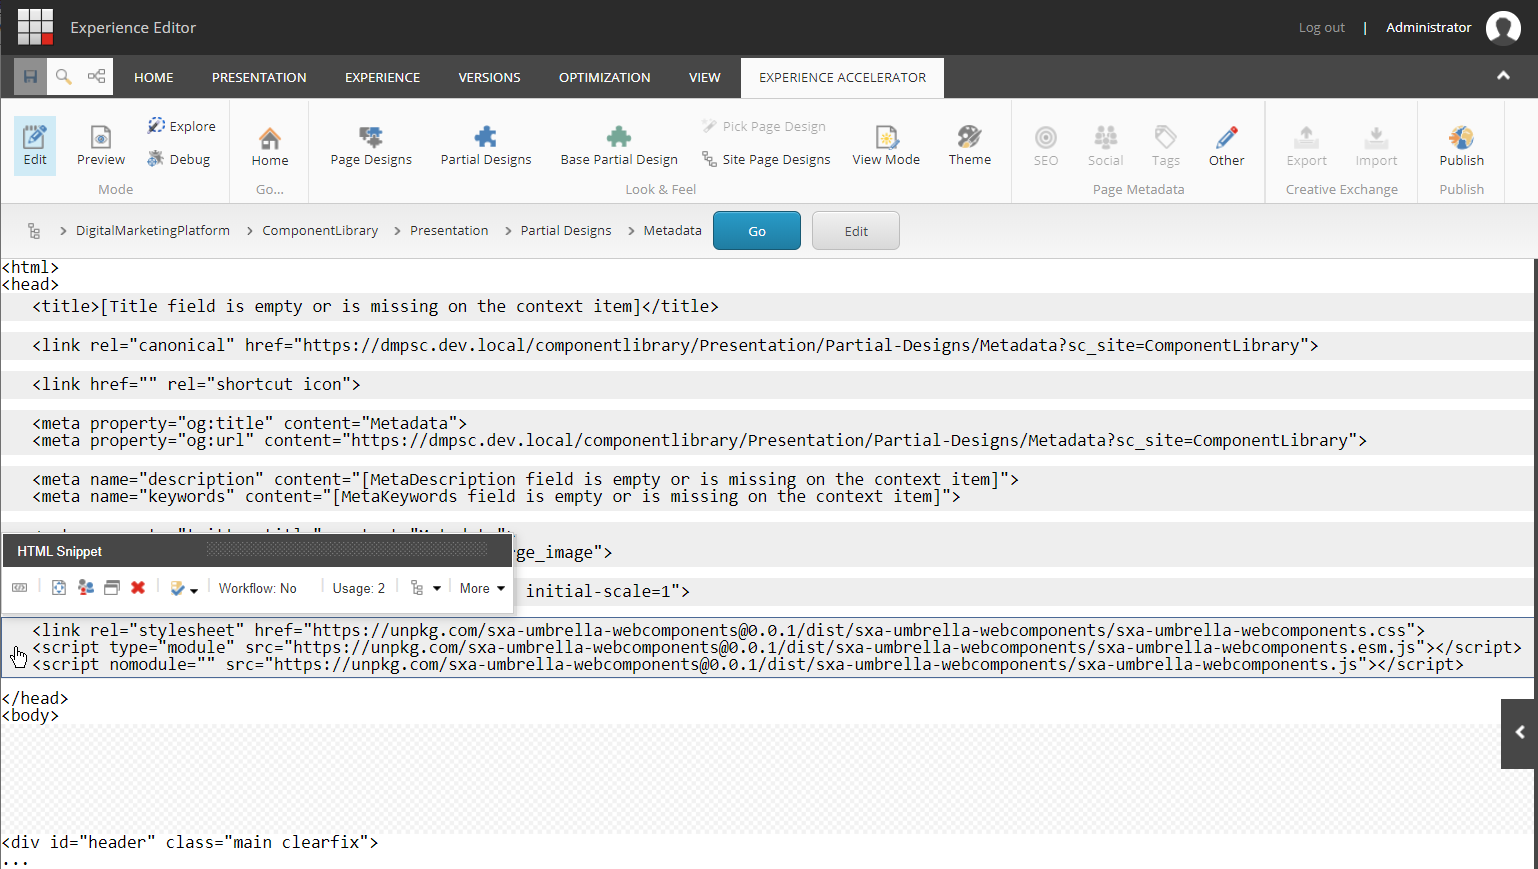 Experience Editor
Log out | Administrator
HOME PRESENTATION EXPERIENCE VERSIONS OPTIMIZATION VIEW EXPERIENCE ACCELERATOR
Edit Preview Explore Debug Home Page Designs Partial Designs Base Partial Design Pick Page Design Site Page Designs View Mode Theme SEO Social Tags Other Export Import Publish
Mode Go... Look & Feel Page Metadata Creative Exchange Publish
DigitalMarketingPlatform ComponentLibrary Presentation Partial Designs Metadata Go Edit
<html>
<head>
<title>[Title field is empty or is missing on the context item]</title>
<link rel="canonical" href="https://dmpsc.dev.local/componentlibrary/Presentation/Partial-Designs/Metadata?sc_site=ComponentLibrary">
<link href="" rel="shortcut icon">
<meta property="og:title" content="Metadata">
<meta property="og:url" content="https://dmpsc.dev.local/componentlibrary/Presentation/Partial-Designs/Metadata?sc_site=ComponentLibrary">
<meta name="description" content="[MetaDescription field is empty or is missing on the context item]">
<meta name="keywords" content="[MetaKeywords field is empty or is missing on the context item]">
HTML Snippet
rge_image">
Workflow: No Usage: 2 More
initial-scale=1">
<link rel="stylesheet" href="https://unpkg.com/sxa-umbrella-webcomponents@0.0.1/dist/sxa-umbrella-webcomponents/sxa-umbrella-webcomponents.css">
<script type="module" src="https://unpkg.com/sxa-umbrella-webcomponents@0.0.1/dist/sxa-umbrella-webcomponents/sxa-umbrella-webcomponents.esm.js"></script>
<script nomodule="" src="https://unpkg.com/sxa-umbrella-webcomponents@0.0.1/dist/sxa-umbrella-webcomponents/sxa-umbrella-webcomponents.js"></script>
</head>
<body>
<div id="header" class="main clearfix">
...